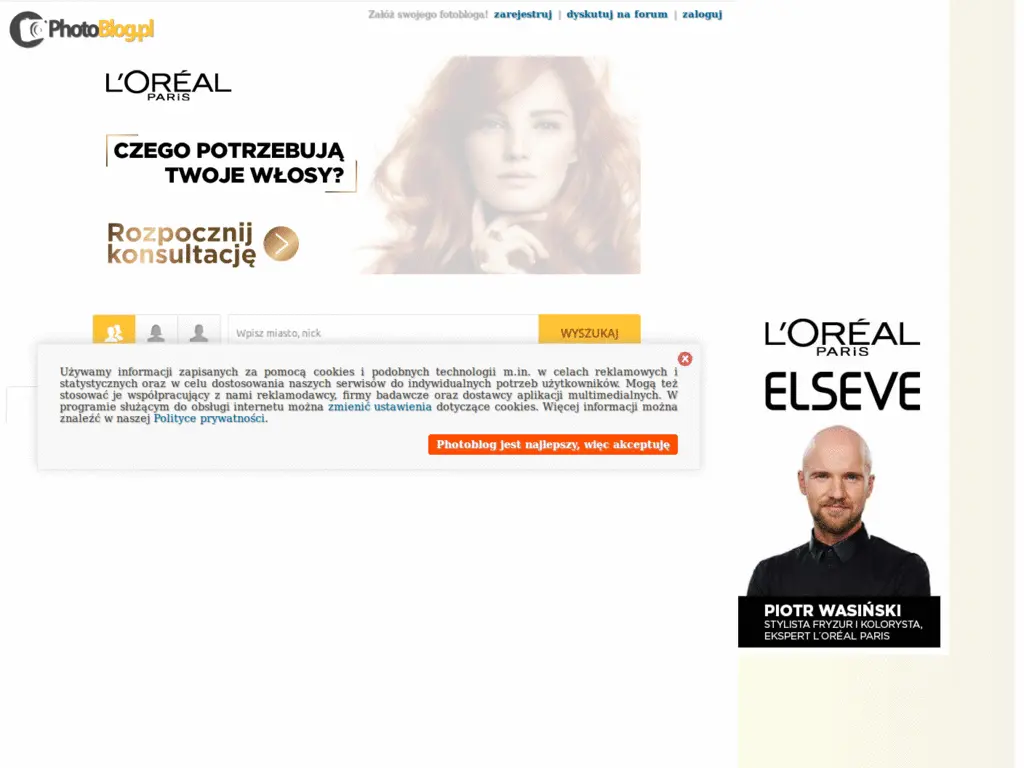 Załóż swojego fotobloga! zarejestruj | dyskutuj na forum | zaloguj
PhotoBlog.pl
L'ORÉAL
PARIS
CZEGO POTRZEBUJĄ
TWOJE WŁOSY?
Rozpocznij
konsultację
Wpisz miasto, nick
WYSZUKAJ
Używamy informacji zapisanych za pomocą cookies i podobnych technologii m.in. w celach reklamowych i
statystycznych oraz w celu dostosowania naszych serwisów do indywidualnych potrzeb użytkowników. Mogą też
stosować je współpracujący z nami reklamodawcy, firmy badawcze oraz dostawcy aplikacji multimedialnych. W
programie służącym do obsługi internetu można zmienić ustawienia dotyczące cookies. Więcej informacji można
znaleźć w naszej Polityce prywatności.
Photoblog jest najlepszy, więc akceptuję
L'ORÉAL
PARIS
ELSEVE
PIOTR WASIŃSKI
STYLISTA FRYZUR I KOLORYSTA,
EKSPERT L'ORÉAL PARIS